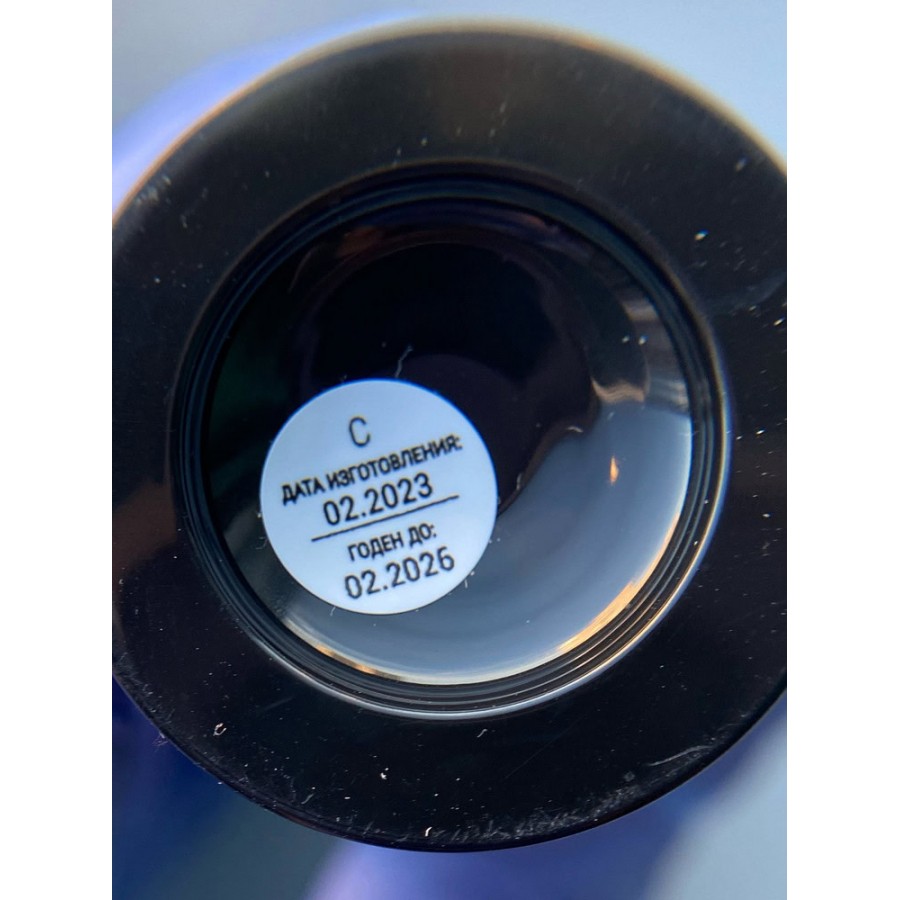 С
ДАТА ИЗГОТОВЛЕНИЯ:
02.2023
ГОДЕН ДО:
02.2026